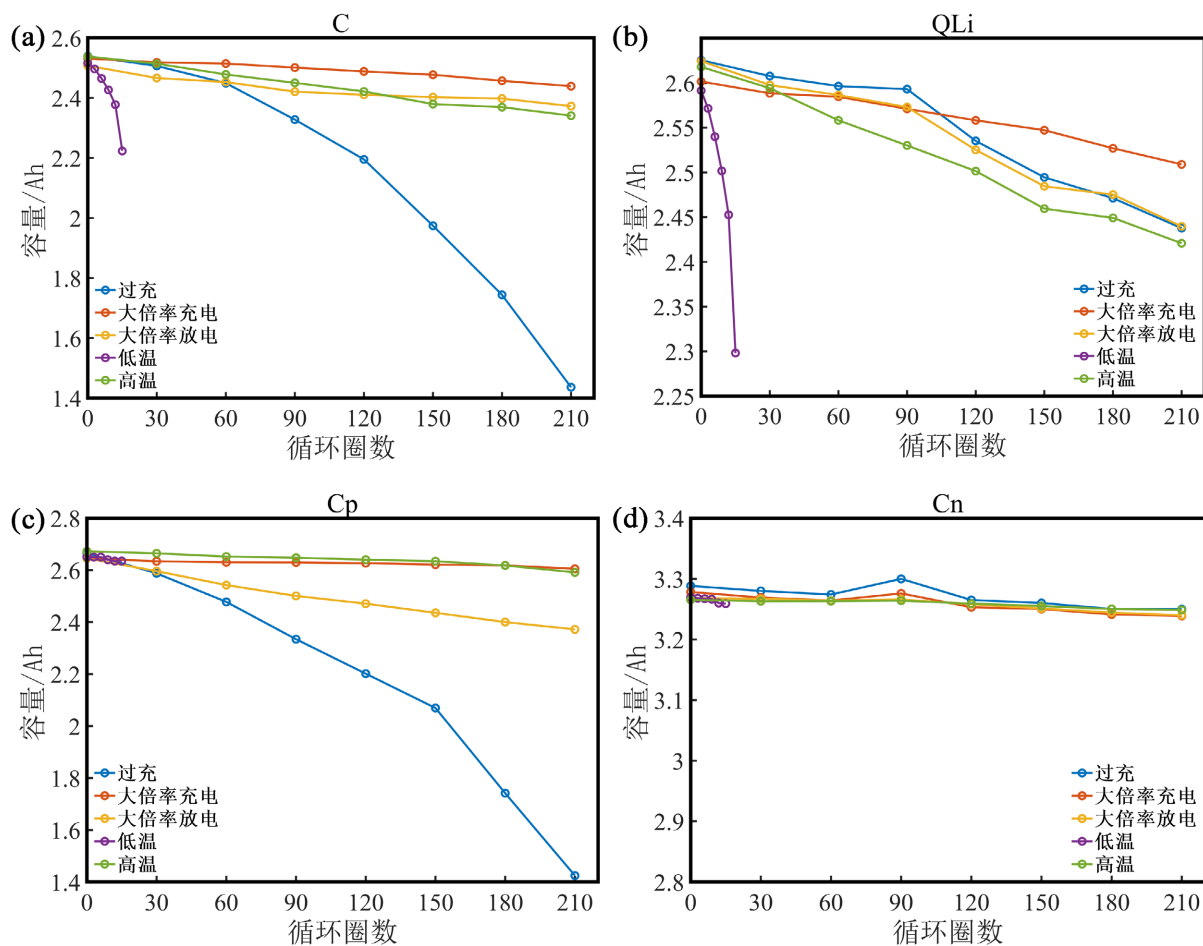 (a)
C
2.6
2.4
2.2
2
1.8
1.6
1.4
容量/Ah
过充
大倍率充电
大倍率放电
低温
高温
0 30 60 90 120 150 180 210
循环圈数
(b)
QLi
2.6
2.55
2.5
2.45
2.4
2.35
2.3
2.25
容量/Ah
过充
大倍率充电
大倍率放电
低温
高温
0 30 60 90 120 150 180 210
循环圈数
(c)
Cp
2.8
2.6
2.4
2.2
2
1.8
1.6
1.4
容量/Ah
过充
大倍率充电
大倍率放电
低温
高温
0 30 60 90 120 150 180 210
循环圈数
(d)
Cn
3.4
3.3
3.2
3.1
3
2.9
2.8
容量/Ah
过充
大倍率充电
大倍率放电
低温
高温
0 30 60 90 120 150 180 210
循环圈数